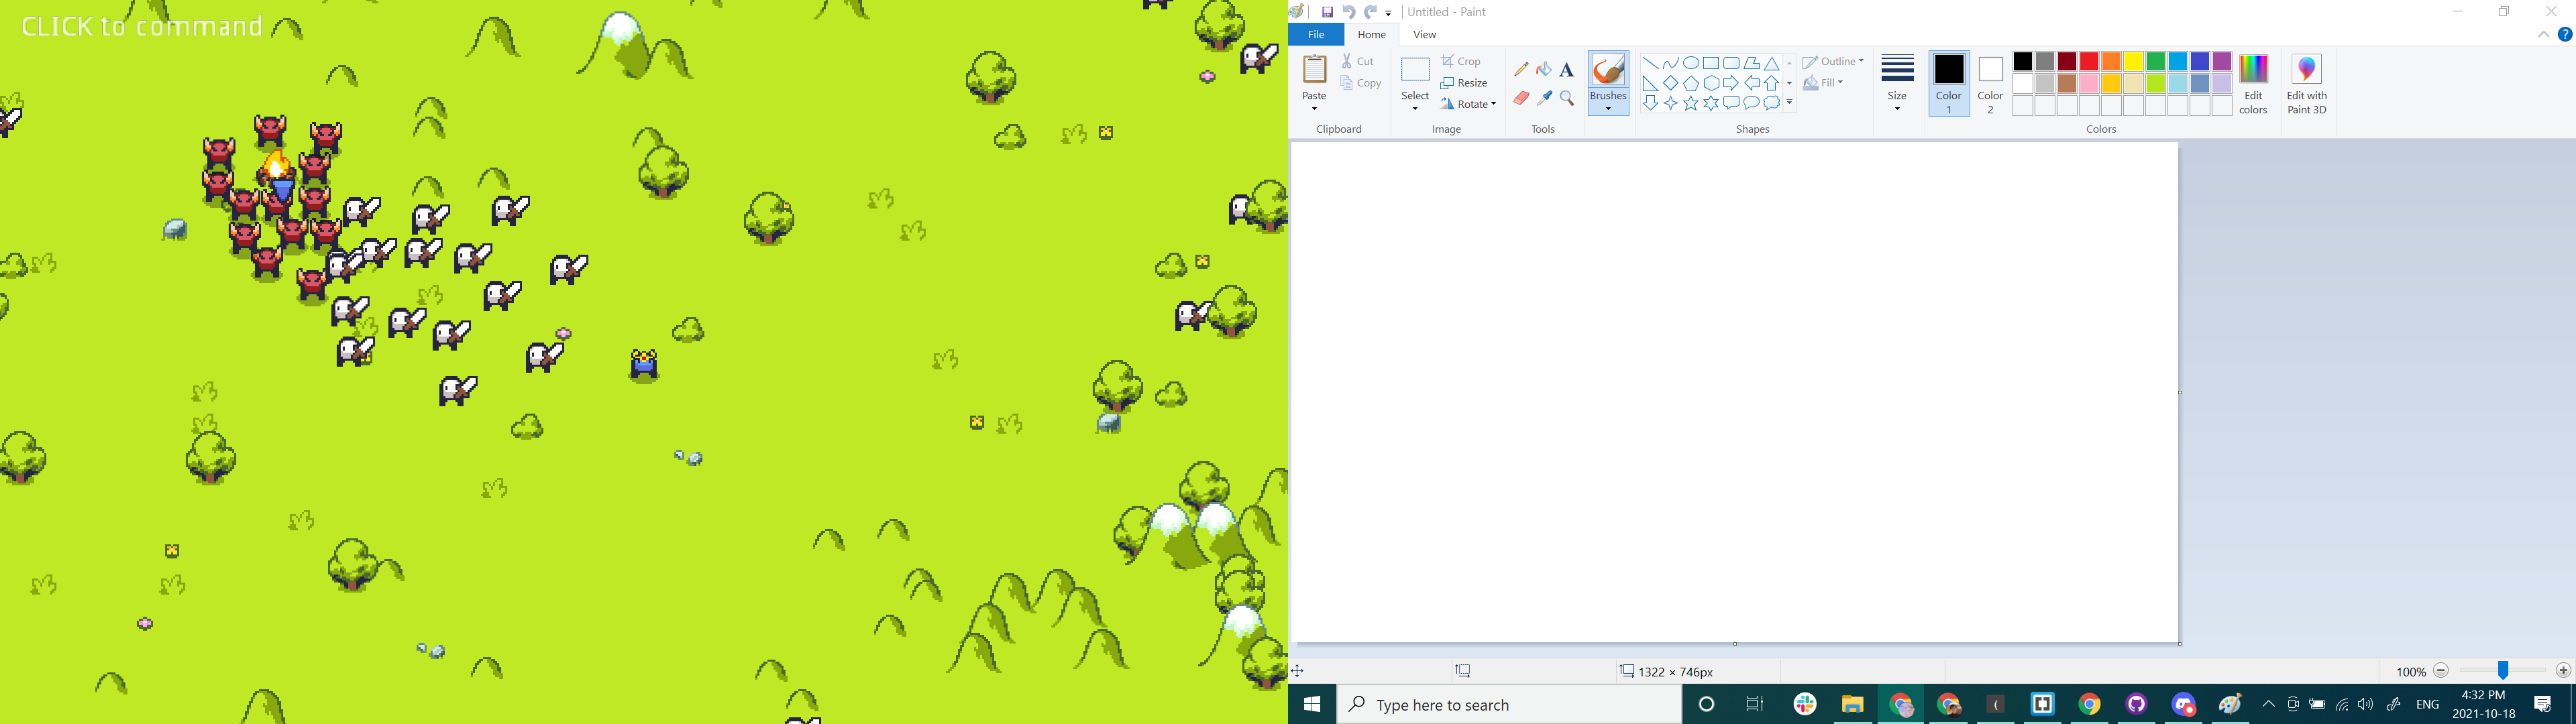 CLICK to command
Untitled - Paint
File
Home
View
Paste
Cut
Copy
Clipboard
Select
Crop
Resize
Rotate
Image
Tools
Brushes
Shapes
Outline
Fill
Size
Color
1
Color
2
Colors
Edit
colors
Edit with
Paint 3D
1322 × 746px
100%
Type here to search
ENG
4:32 PM
2021-10-18